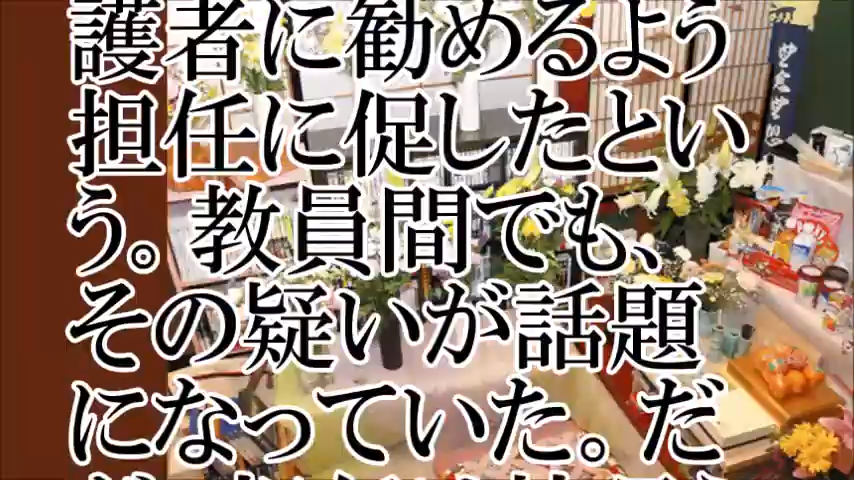 護者に勧めるよう
担任に促したとい
う。教員間でも、
その疑いが話題
になっていた。だ